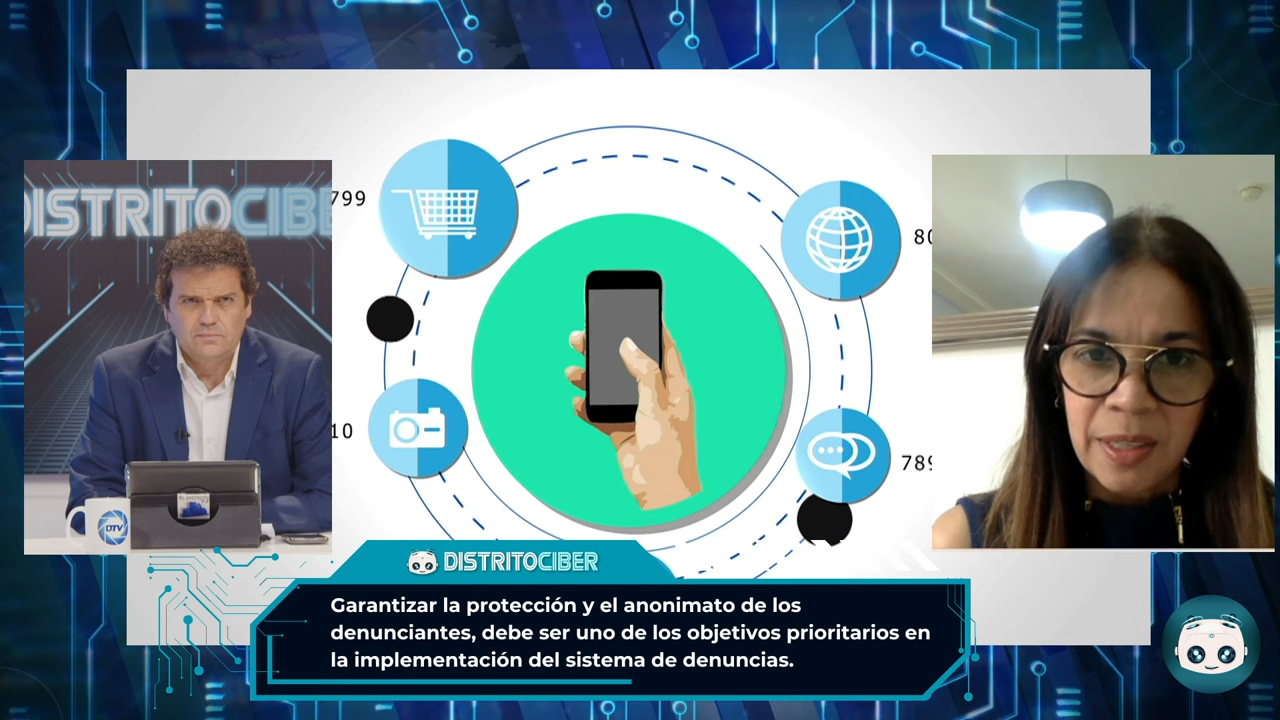 DISTRITOCIBE
799
80
10
789
DTV
DISTRITOCIBER
Garantizar la protección y el anonimato de los
denunciantes, debe ser uno de los objetivos prioritarios en
la implementación del sistema de denuncias.